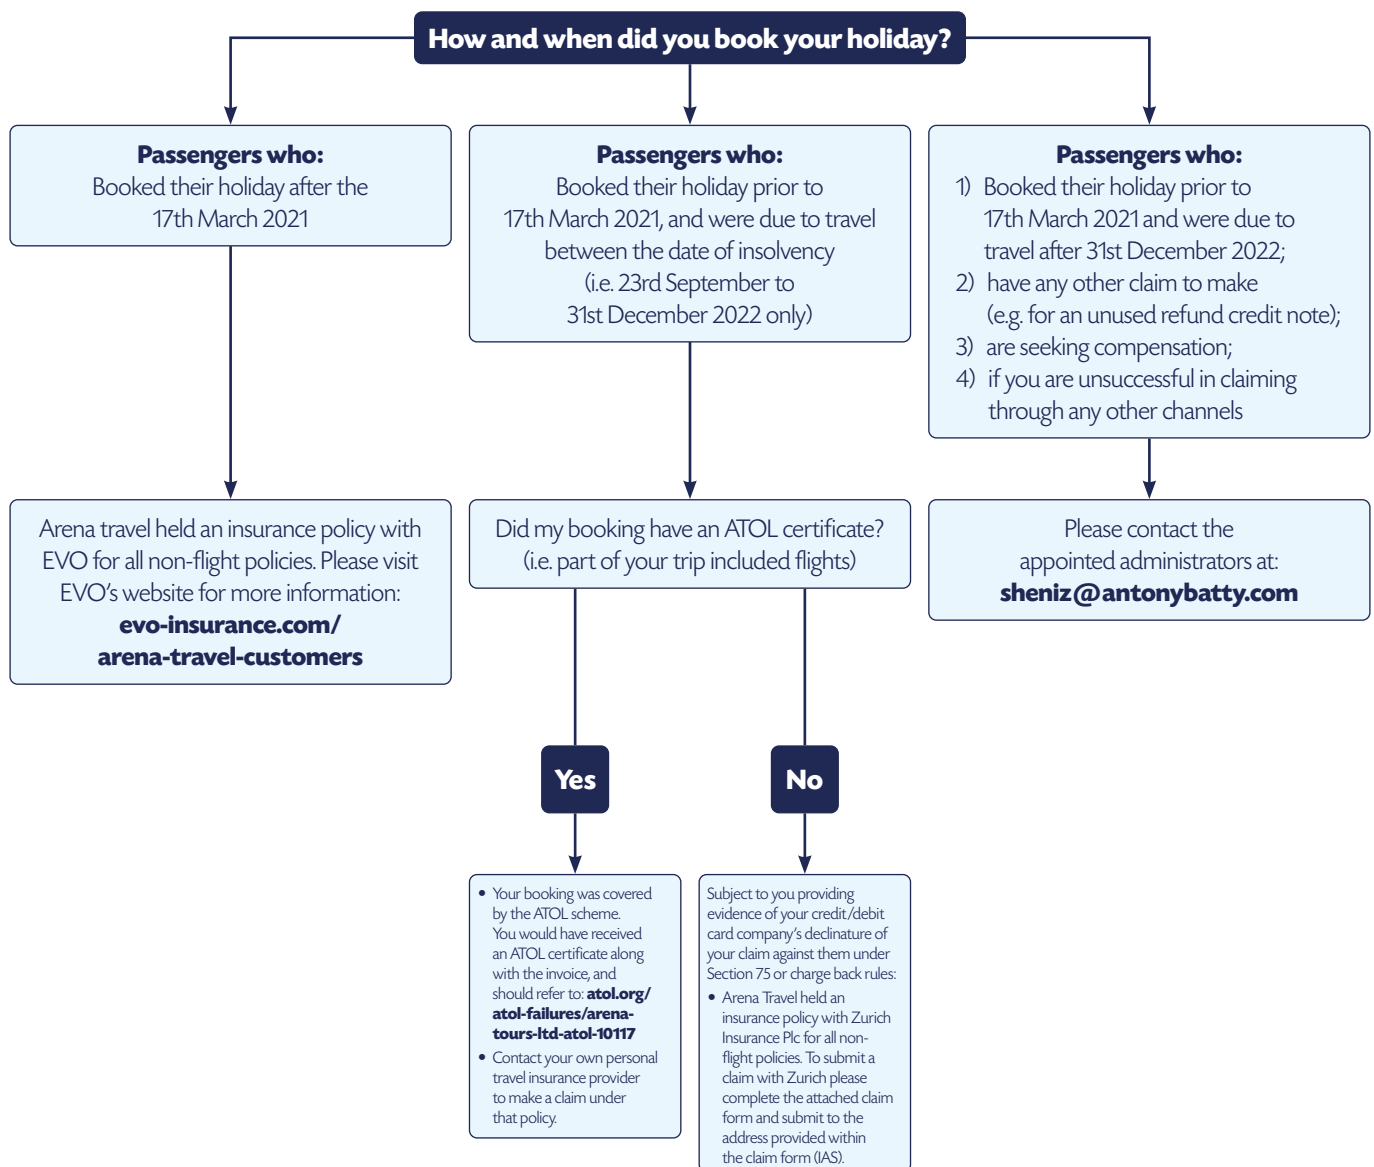 How and when did you book your holiday?
Passengers who:
Booked their holiday after the
17th March 2021
Passengers who:
Booked their holiday prior to
17th March 2021, and were due to travel
between the date of insolvency
(i.e. 23rd September to
31st December 2022 only)
Passengers who:
1) Booked their holiday prior to
17th March 2021 and were due to
travel after 31st December 2022;
2) have any other claim to make
(e.g. for an unused refund credit note);
3) are seeking compensation;
4) if you are unsuccessful in claiming
through any other channels
Arena travel held an insurance policy with
EVO for all non-flight policies. Please visit
EVO's website for more information:
evo-insurance.com/
arena-travel-customers
Did my booking have an ATOL certificate?
(i.e. part of your trip included flights)
Please contact the
appointed administrators at:
sheniz@antonybatty.com
Yes
No
• Your booking was covered
by the ATOL scheme.
You would have received
an ATOL certificate along
with the invoice, and
should refer to: atol.org/
atol-failures/arena-
tours-ltd-atol-10117
• Contact your own personal
travel insurance provider
to make a claim under
that policy.
Subject to you providing
evidence of your credit/debit
card company's declinature of
your claim against them under
Section 75 or charge back rules:
• Arena Travel held an
insurance policy with Zurich
Insurance Plc for all non-
flight policies. To submit a
claim with Zurich please
complete the attached claim
form and submit to the
address provided within
the claim form (IAS).